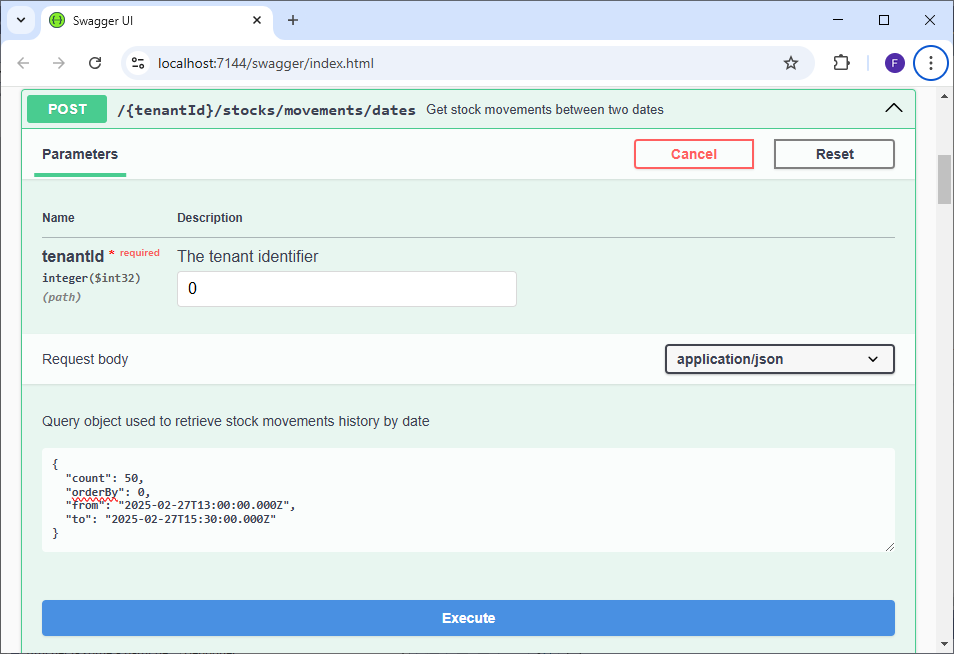 Swagger UI
localhost:7144/swagger/index.html
F
POST /{tenantId}/stocks/movements/dates Get stock movements between two dates
Parameters
Cancel
Reset
Name Description
tenantId * required The tenant identifier
integer($int32)
0
(path)
Request body
application/json
Query object used to retrieve stock movements history by date
{
"count": 50,
"orderBy": 0,
"from": "2025-02-27T13:00:00.000Z",
"to": "2025-02-27T15:30:00.000Z"
}
Execute